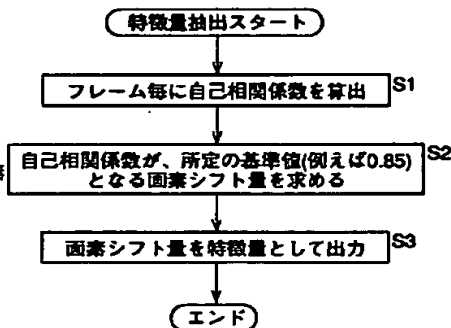 特徴量抽出スタート
フレーム毎に自己相関係数を算出
S1
自己相関係数が、所定の基準値(例えば0.85)
となる画素シフト量を求める
S2
画素シフト量を特徴量として出力
S3
エンド